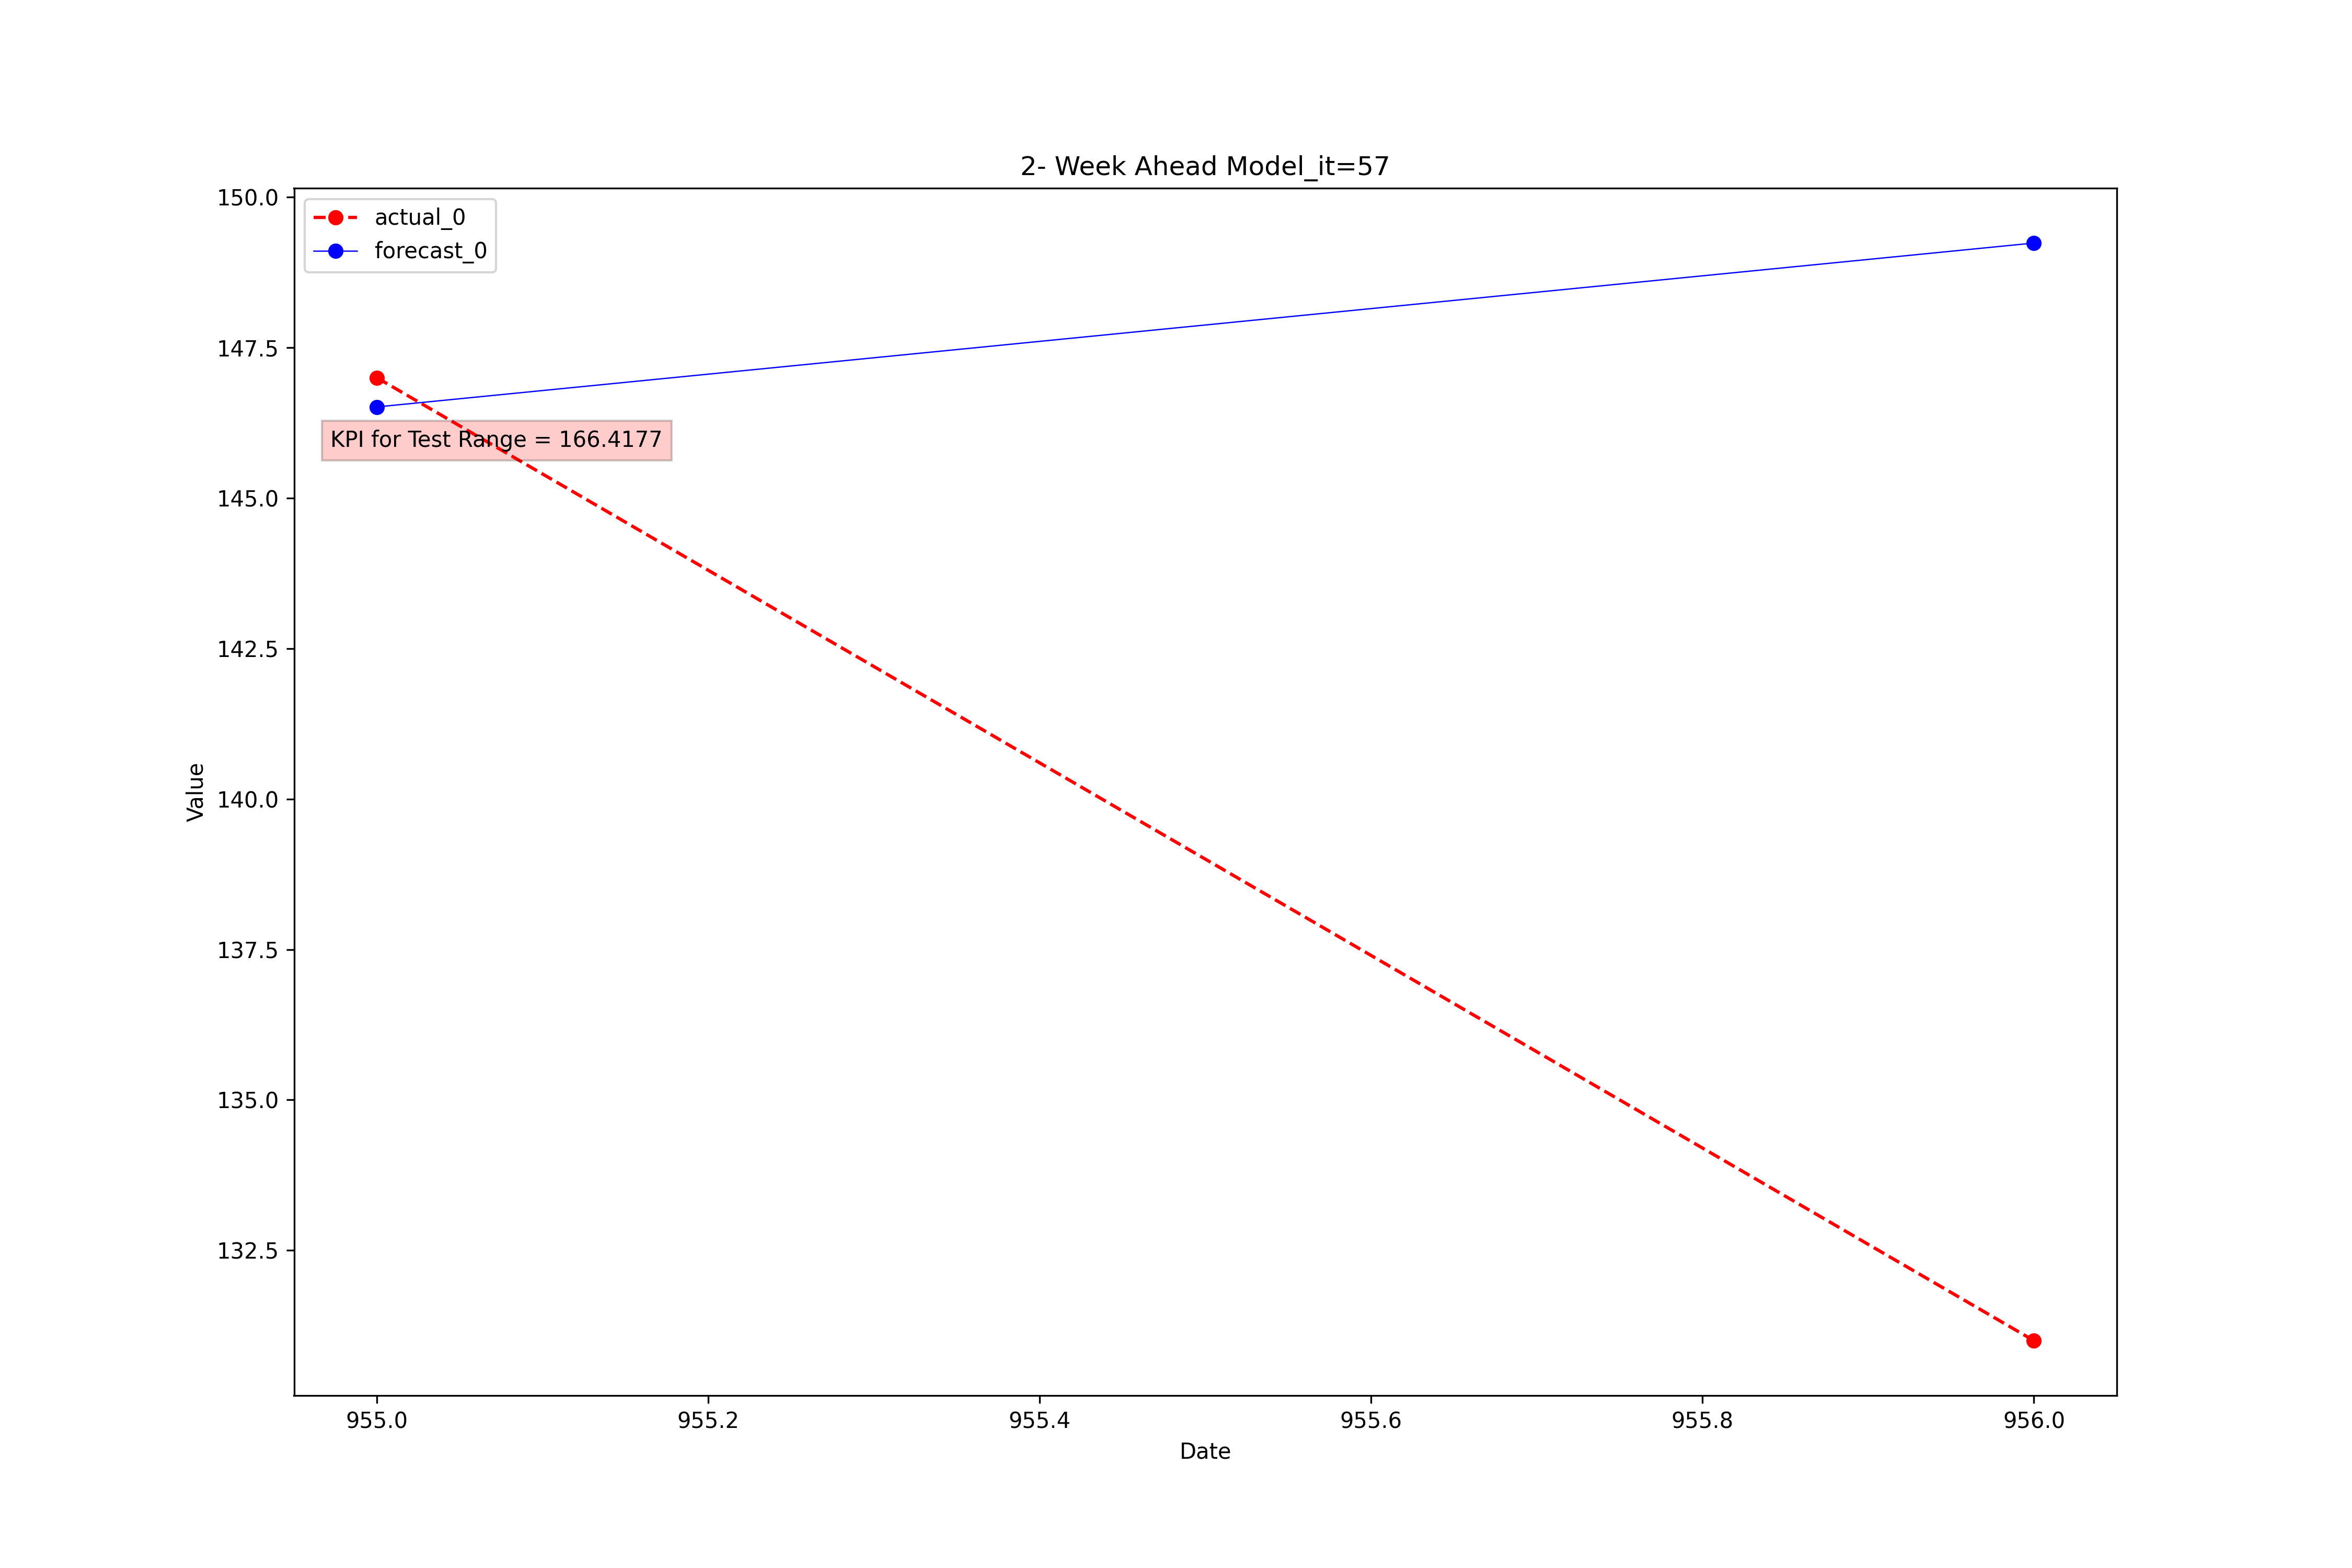 2- Week Ahead Model_it=57
actual_0
forecast_0
KPI for Test Range = 166.4177
Value
150.0
147.5
145.0
142.5
140.0
137.5
135.0
132.5
955.0 955.2 955.4 955.6 955.8 956.0
Date